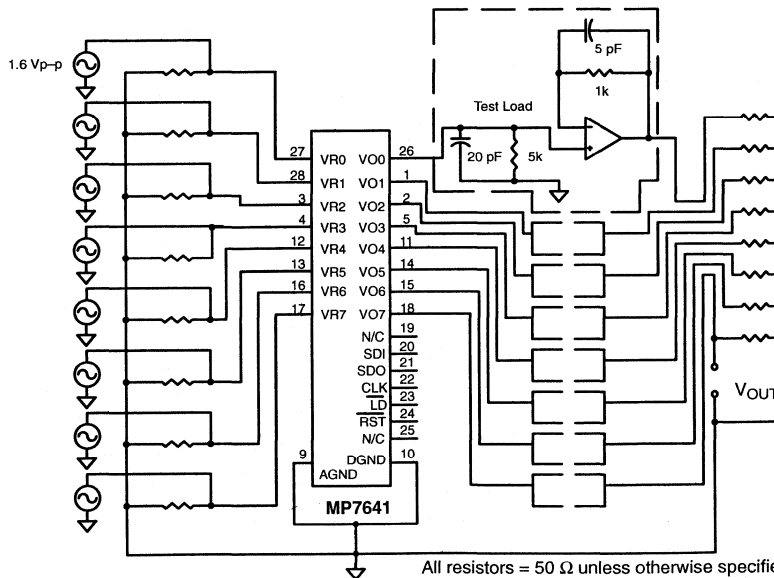 1.6 Vp–p
5 pF
1k
Test Load
20 pF
5k
27 VR0 VO0 26
28 VR1 VO1 1
3 VR2 VO2 2
4 VR3 VO3 5
12 VR4 VO4 11
13 VR5 VO5 14
16 VR6 VO6 15
17 VR7 VO7 18
N/C 19
SDI 20
SDO 21
CLK 22
LD 23
RST 24
N/C 25
9 DGND 10
AGND
MP7641
VOUT
All resistors = 50 Ω unless otherwise specifie